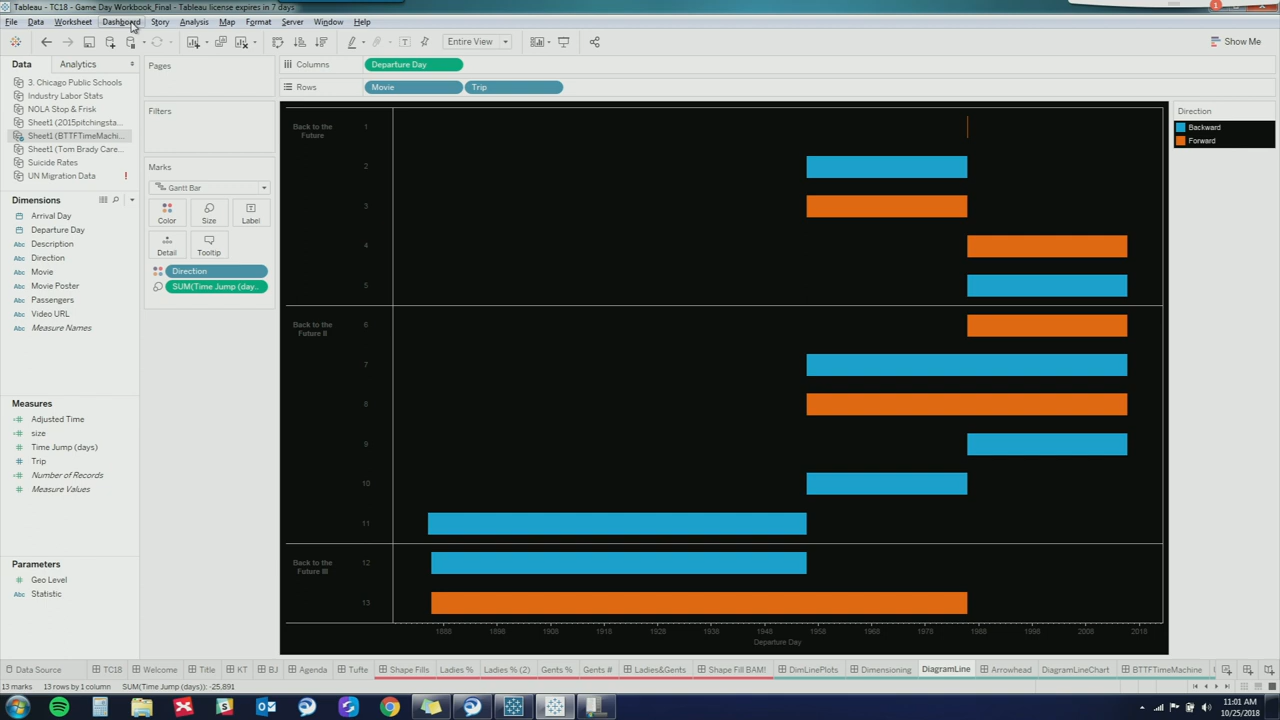 Tableau - TC18 - Game Day Workbook_Final - Tableau license expires in 7 days
1
File Data Worksheet Dashboard Story Analysis Map Format Server Window Help
Entire View
Show Me
Data Analytics
3. Chicago Public Schools
Industry Labor Stats
NOLA Stop & Frisk
Sheet1 (2015pitchingsta...
Sheet1 (BTTFTimeMachi...
Sheet1 (Tom Brady Care...
Suicide Rates
UN Migration Data !
Dimensions
Arrival Day
Departure Day
Abc Description
Abc Direction
Abc Movie
Abc Movie Poster
Abc Passengers
Abc Video URL
Abc Measure Names
Measures
Adjusted Time
size
Time Jump (days)
Trip
Number of Records
Measure Values
Parameters
Geo Level
Abc Statistic
Pages
Filters
Marks
Gantt Bar
Color Size Label
Detail Tooltip
Direction
SUM(Time Jump (day..
Columns Departure Day
Rows Movie Trip
Back to the
Future
1
2
3
4
5
Back to the
Future II
6
7
8
9
10
11
Back to the
Future III
12
13
1888 1898 1908 1918 1928 1938 1948 1958 1968 1978 1988 1998 2008 2018
Departure Day
Direction
Backward
Forward
Data Source TC18 Welcome Title KT BJ Agenda Tufte Shape Fills Ladies % Ladies % (2) Gents % Gents # Ladies&Gents Shape Fill BAM! DimLinePlots Dimensioning DiagramLine Arrowhead DiagramLineChart BTTFTimeMachine
13 marks 13 rows by 1 column SUM(Time Jump (days)): -25.891
11:01 AM
10/25/2018